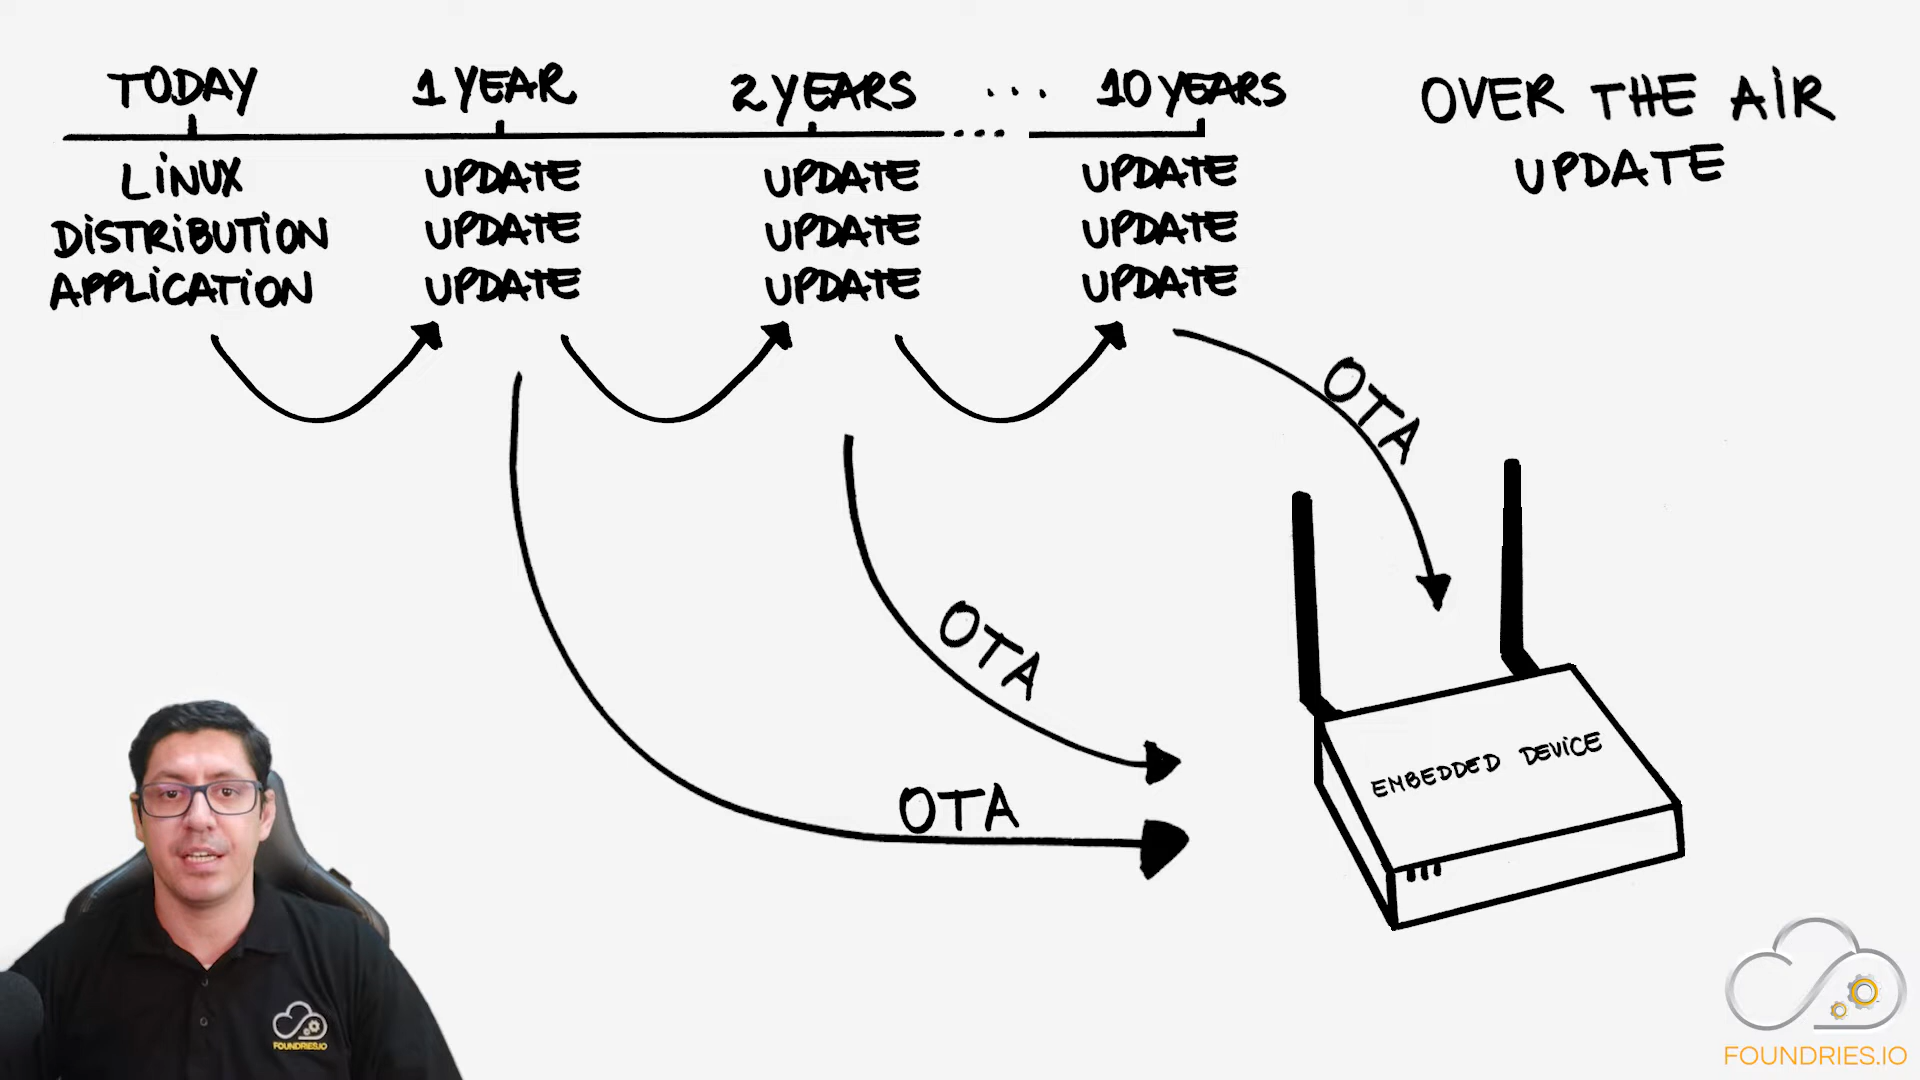 TODAY 1 YEAR 2 YEARS ... 10 YEARS
LINUX UPDATE UPDATE UPDATE
DISTRIBUTION UPDATE UPDATE UPDATE
APPLICATION UPDATE UPDATE UPDATE
OVER THE AIR
UPDATE
OTA
OTA
OTA
EMBEDDED DEVICE
FOUNDRIES.IO
FOUNDRIES.IO